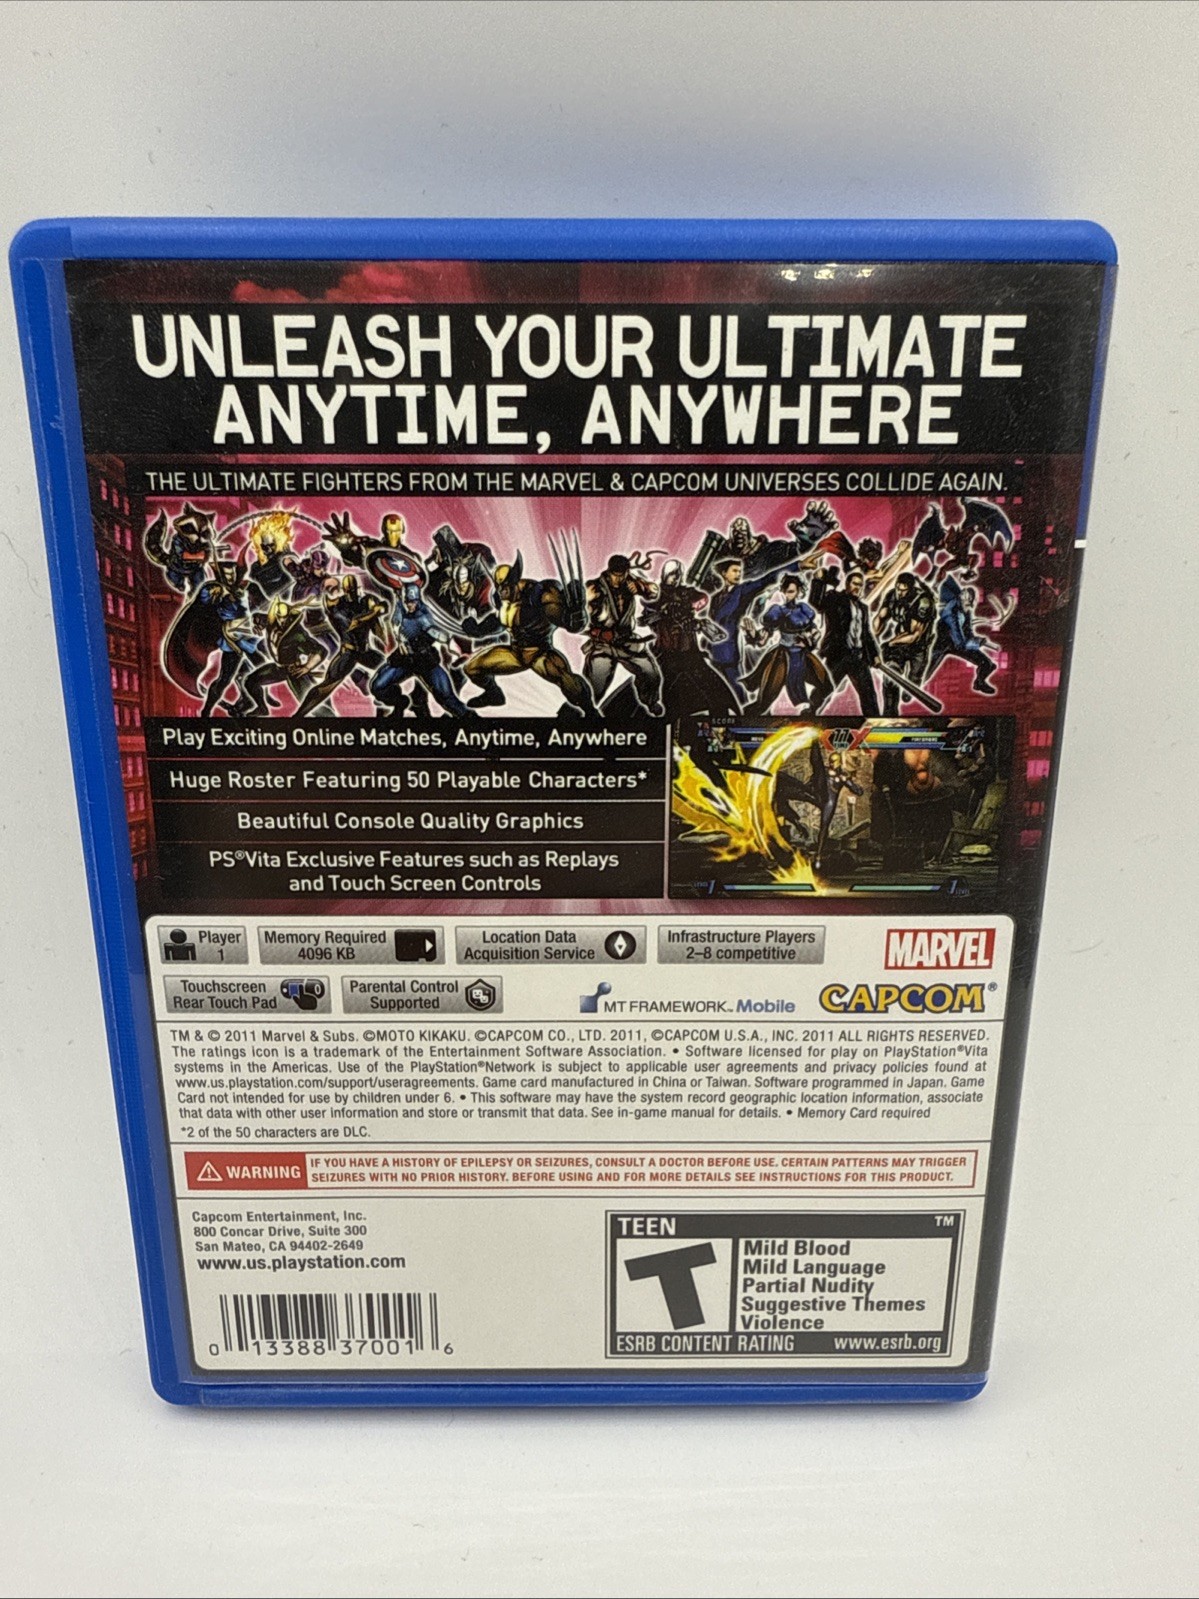 UNLEASH YOUR ULTIMATE
ANYTIME, ANYWHERE
THE ULTIMATE FIGHTERS FROM THE MARVEL & CAPCOM UNIVERSES COLLIDE AGAIN.
Play Exciting Online Matches, Anytime, Anywhere
Huge Roster Featuring 50 Playable Characters*
Beautiful Console Quality Graphics
PS®Vita Exclusive Features such as Replays
and Touch Screen Controls
SCORE
Player
1
Memory Required
4096 KB
Location Data
Acquisition Service
Infrastructure Players
2–8 competitive
MARVEL
Touchscreen
Rear Touch Pad
Parental Control
Supported
MT FRAMEWORK™ Mobile
CAPCOM®
TM & © 2011 Marvel & Subs. ©MOTO KIKAKU. ©CAPCOM CO., LTD. 2011, ©CAPCOM U.S.A., INC. 2011 ALL RIGHTS RESERVED.
The ratings icon is a trademark of the Entertainment Software Association. • Software licensed for play on PlayStation®Vita
systems in the Americas. Use of the PlayStation®Network is subject to applicable user agreements and privacy policies found at
www.us.playstation.com/support/useragreements. Game card manufactured in China or Taiwan. Software programmed in Japan. Game
Card not intended for use by children under 6. • This software may have the system record geographic location information, associate
that data with other user information and store or transmit that data. See in-game manual for details. • Memory Card required
*2 of the 50 characters are DLC.
WARNING
IF YOU HAVE A HISTORY OF EPILEPSY OR SEIZURES, CONSULT A DOCTOR BEFORE USE. CERTAIN PATTERNS MAY TRIGGER
SEIZURES WITH NO PRIOR HISTORY. BEFORE USING AND FOR MORE DETAILS SEE INSTRUCTIONS FOR THIS PRODUCT.
Capcom Entertainment, Inc.
800 Concar Drive, Suite 300
San Mateo, CA 94402-2649
www.us.playstation.com
0 13388 37001 6
TEEN ™
T
Mild Blood
Mild Language
Partial Nudity
Suggestive Themes
Violence
ESRB CONTENT RATING www.esrb.org